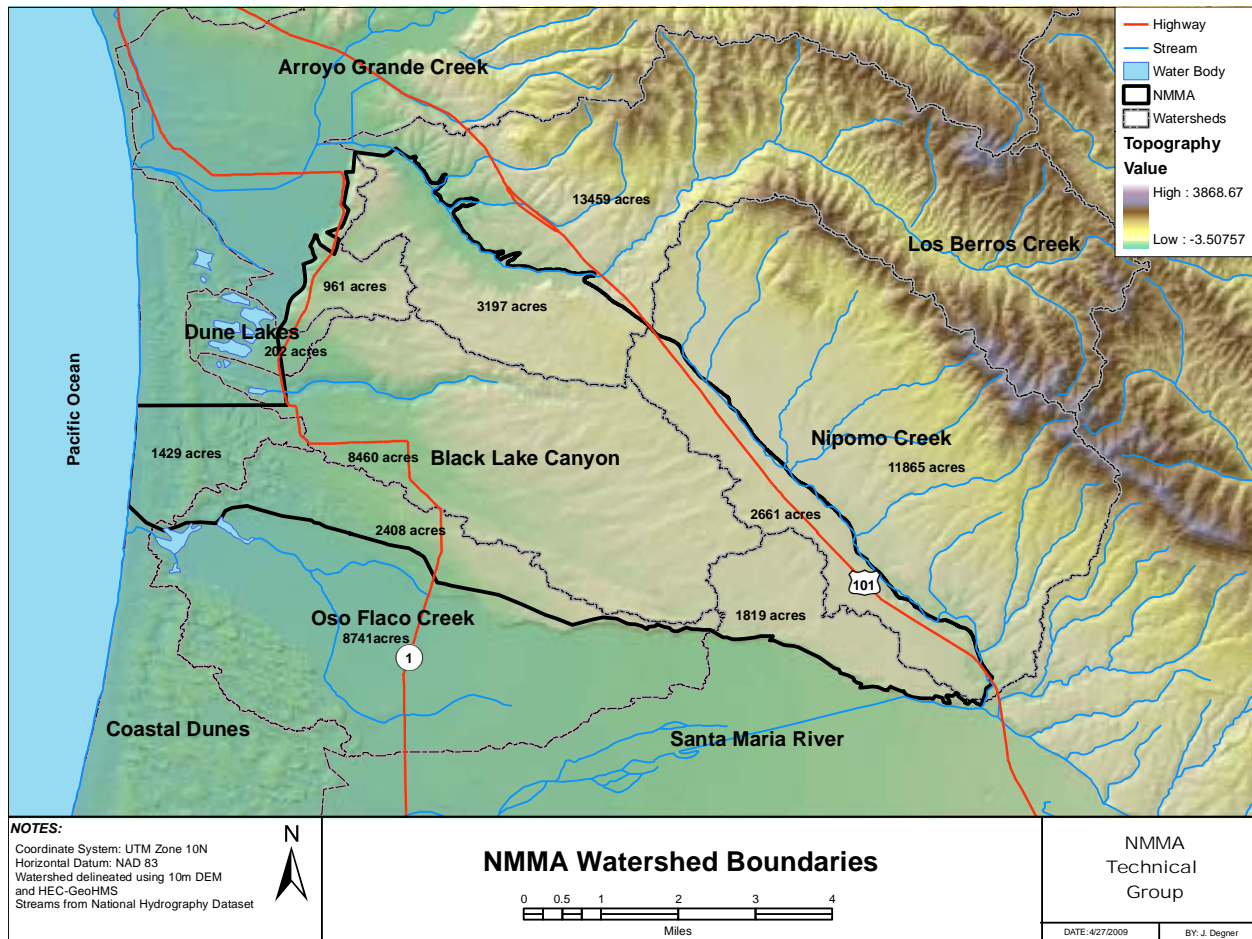 Arroyo Grande Creek
13459 acres
Los Berros Creek
961 acres
3197 acres
Dune Lakes
202 acres
Pacific Ocean
Nipomo Creek
11865 acres
1429 acres
8460 acres
Black Lake Canyon
2408 acres
2661 acres
101
1819 acres
Oso Flaco Creek
8741acres
1
Coastal Dunes
Santa Maria River
Highway
Stream
Water Body
NMMA
Watersheds
Topography
Value
High : 3868.67
Low : -3.50757
NOTES:
Coordinate System: UTM Zone 10N
Horizontal Datum: NAD 83
Watershed delineated using 10m DEM
and HEC-GeoHMS
Streams from National Hydrography Dataset
N
NMMA Watershed Boundaries
0 0.5 1 2 3 4
Miles
NMMA
Technical
Group
DATE:4/27/2009
BY: J. Degner